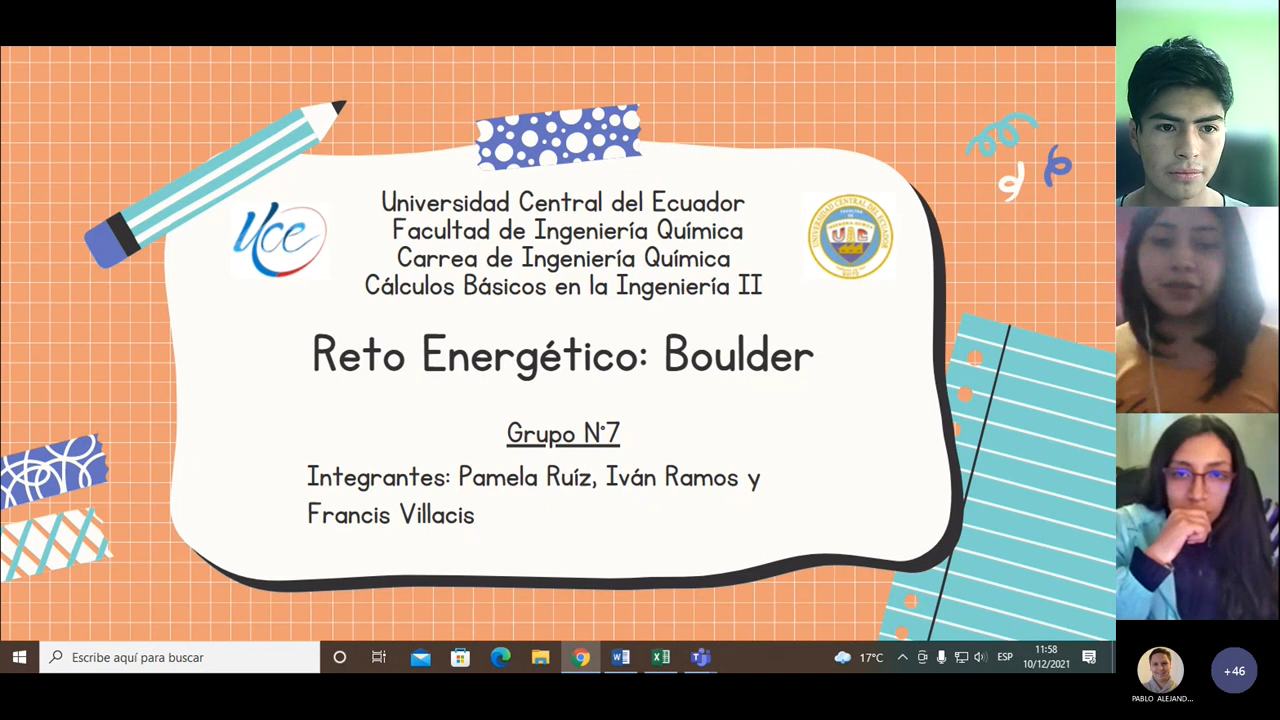 Uce
Universidad Central del Ecuador
Facultad de Ingeniería Química
Carrea de Ingeniería Química
Cálculos Básicos en la Ingeniería II
Reto Energético: Boulder
Grupo N°7
Integrantes: Pamela Ruíz, Iván Ramos y
Francis Villacis
Escribe aquí para buscar
17°C
ESP
11:58
10/12/2021
PABLO ALEJAND...
+46